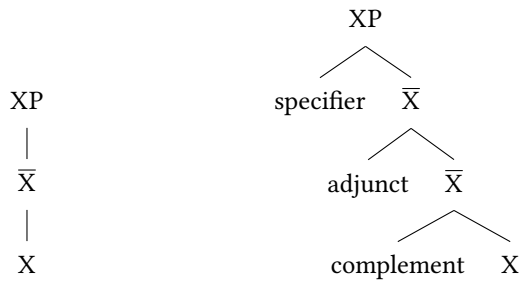 XP
X̅
X
XP
specifier X̅
adjunct X̅
complement X